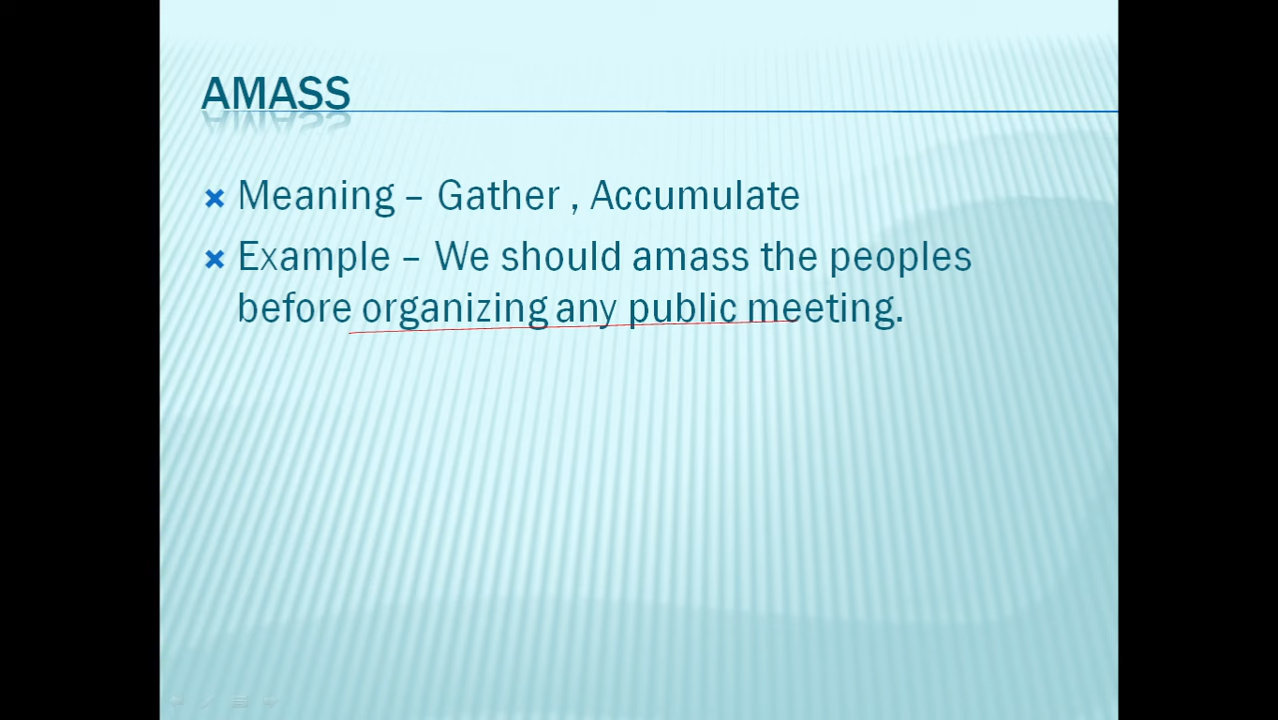 AMASS
Meaning – Gather , Accumulate
Example – We should amass the peoples
before organizing any public meeting.